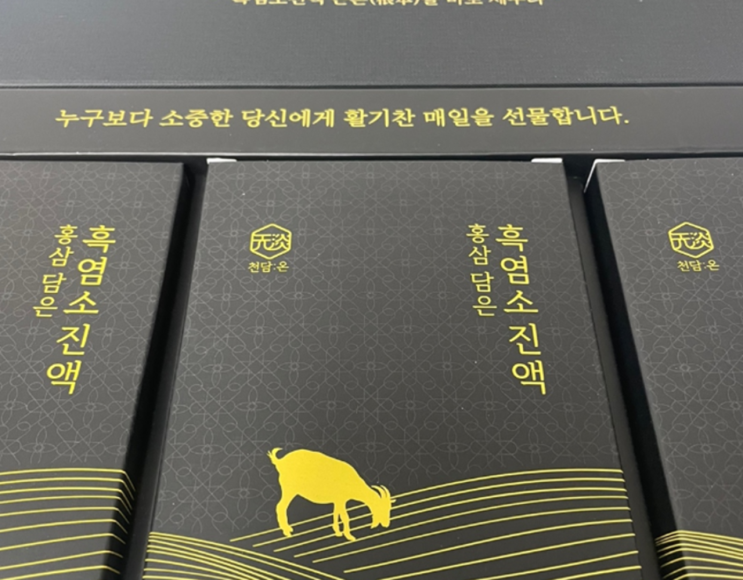 누구보다 소중한 당신에게 활기찬 매일을 선물합니다.
흑염소진액
홍삼담은
천담:온
흑염소진액
홍삼담은
천담:온